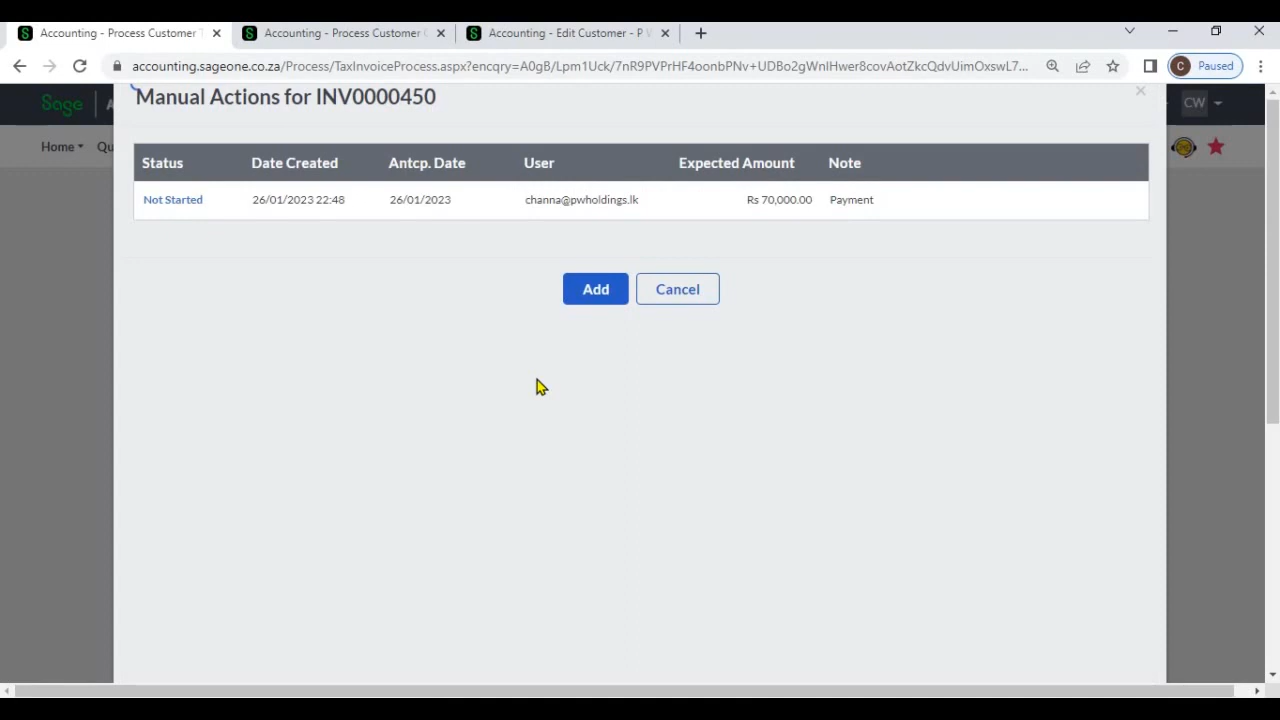 Accounting - Process Customer
Accounting - Process Customer
Accounting - Edit Customer - P
accounting.sageone.co.za/Process/TaxInvoiceProcess.aspx?encqry=A0gB/Lpm1Uck/7nR9PVPrHF4oonbPNv+UDBo2gWnIHwer8covAotZkcQdvUimOxswL7...
C Paused
Sage
CW
Home
Qu
Manual Actions for INV0000450
Status Date Created Antcp. Date User Expected Amount Note
Not Started 26/01/2023 22:48 26/01/2023 channa@pwholdings.lk Rs 70,000.00 Payment
Add Cancel